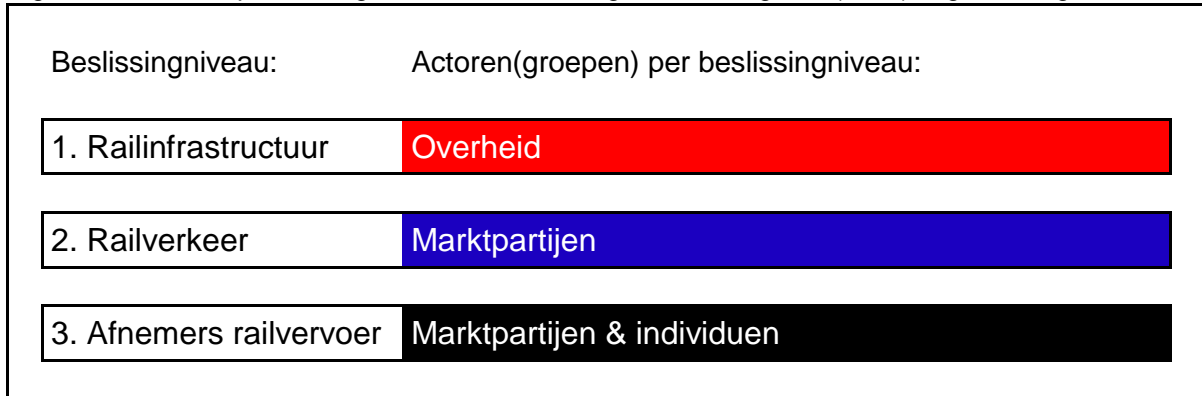 Beslissingniveau: Actoren(groepen) per beslissingniveau:
1. Railinfrastructuur Overheid
2. Railverkeer Marktpartijen
3. Afnemers railvervoer Marktpartijen & individuen